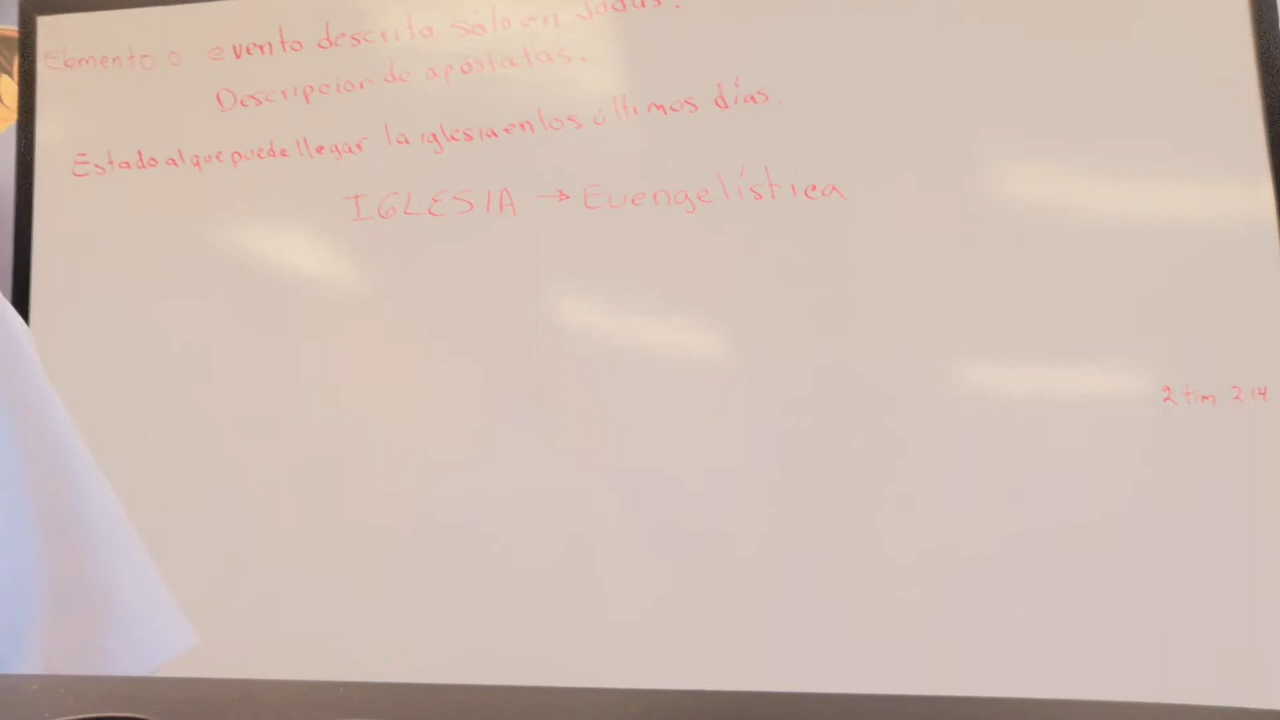 Elemento o evento descrito sólo en Judas.
Descripcion de apóstatas.
Estado al que puede llegar la iglesia en los últimos días.
IGLESIA → Evengelística
2 tim 2 14